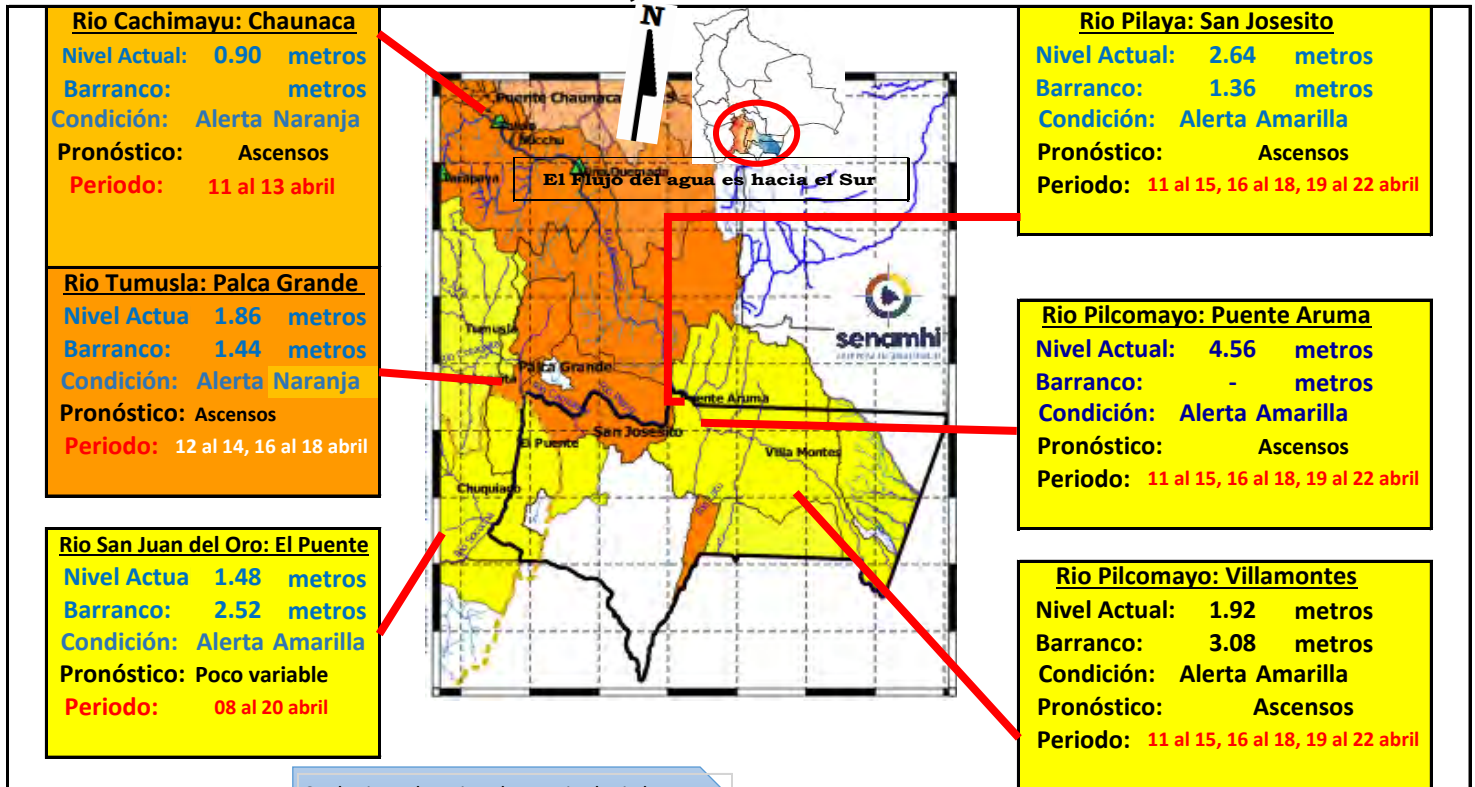 Rio Cachimayu: Chaunaca
Nivel Actual: 0.90 metros
Barranco: metros
Condición: Alerta Naranja
Pronóstico: Ascensos
Periodo: 11 al 13 abril
Rio Tumusla: Palca Grande
Nivel Actua 1.86 metros
Barranco: 1.44 metros
Condición: Alerta Naranja
Pronóstico: Ascensos
Periodo: 12 al 14, 16 al 18 abril
Rio San Juan del Oro: El Puente
Nivel Actua 1.48 metros
Barranco: 2.52 metros
Condición: Alerta Amarilla
Pronóstico: Poco variable
Periodo: 08 al 20 abril
N
Puente Chaunaca
Tarapaya
El Flujo del agua es hacia el Sur
senamhi
Tumusla
Palca Grande
Puente Aruma
San Josesito
El Puente
Villa Montes
Chuquiago
Rio Pilaya: San Josesito
Nivel Actual: 2.64 metros
Barranco: 1.36 metros
Condición: Alerta Amarilla
Pronóstico: Ascensos
Periodo: 11 al 15, 16 al 18, 19 al 22 abril
Rio Pilcomayo: Puente Aruma
Nivel Actual: 4.56 metros
Barranco: - metros
Condición: Alerta Amarilla
Pronóstico: Ascensos
Periodo: 11 al 15, 16 al 18, 19 al 22 abril
Rio Pilcomayo: Villamontes
Nivel Actual: 1.92 metros
Barranco: 3.08 metros
Condición: Alerta Amarilla
Pronóstico: Ascensos
Periodo: 11 al 15, 16 al 18, 19 al 22 abril